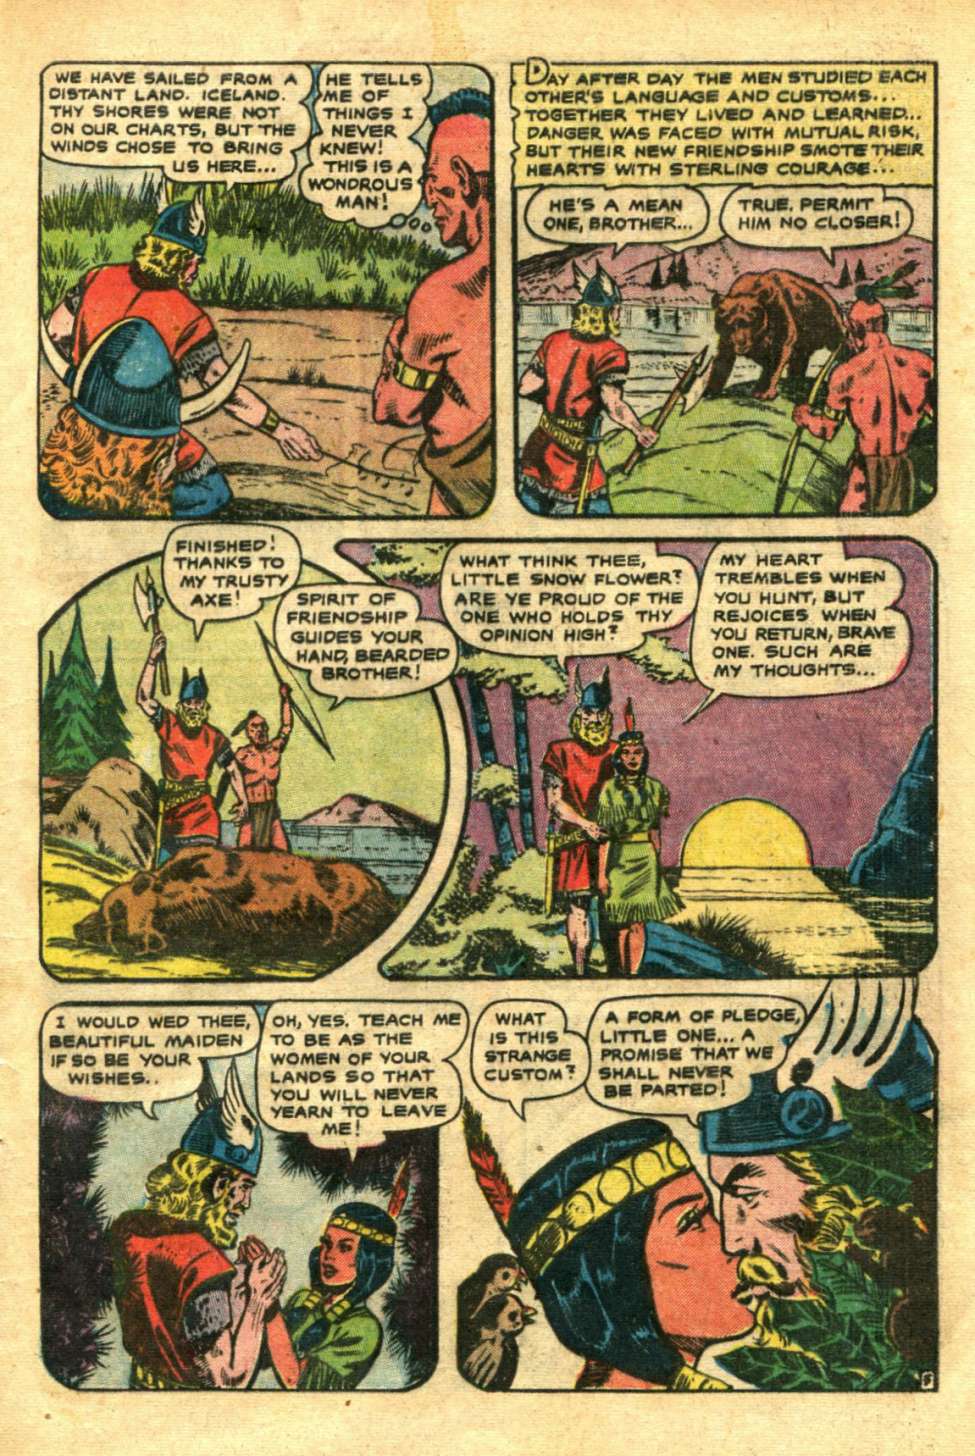 WE HAVE SAILED FROM A
DISTANT LAND. ICELAND.
THY SHORES WERE NOT
ON OUR CHARTS, BUT THE
WINDS CHOSE TO BRING
US HERE...
HE TELLS
ME OF
THINGS I
NEVER
KNEW!
THIS IS A
WONDROUS
MAN!
DAY AFTER DAY THE MEN STUDIED EACH
OTHER'S LANGUAGE AND CUSTOMS...
TOGETHER THEY LIVED AND LEARNED...
DANGER WAS FACED WITH MUTUAL RISK,
BUT THEIR NEW FRIENDSHIP SMOTE THEIR
HEARTS WITH STERLING COURAGE...
HE'S A MEAN
ONE, BROTHER...
TRUE. PERMIT
HIM NO CLOSER!
FINISHED!
THANKS TO
MY TRUSTY
AXE!
SPIRIT OF
FRIENDSHIP
GUIDES YOUR
HAND, BEARDED
BROTHER!
WHAT THINK THEE,
LITTLE SNOW FLOWER?
ARE YE PROUD OF THE
ONE WHO HOLDS THY
OPINION HIGH?
MY HEART
TREMBLES WHEN
YOU HUNT, BUT
REJOICES WHEN
YOU RETURN, BRAVE
ONE. SUCH ARE
MY THOUGHTS...
I WOULD WED THEE,
BEAUTIFUL MAIDEN
IF SO BE YOUR
WISHES..
OH, YES. TEACH ME
TO BE AS THE
WOMEN OF YOUR
LANDS SO THAT
YOU WILL NEVER
YEARN TO LEAVE
ME!
WHAT
IS THIS
STRANGE
CUSTOM?
A FORM OF PLEDGE,
LITTLE ONE... A
PROMISE THAT WE
SHALL NEVER
BE PARTED!